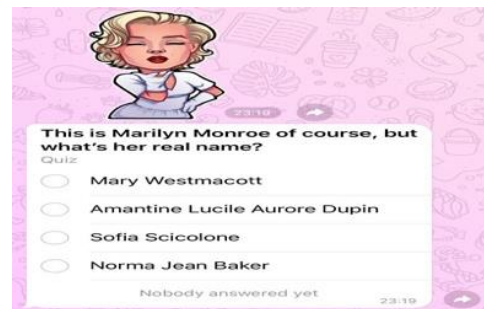 23:19
This is Marilyn Monroe of course, but
what's her real name?
Quiz
Mary Westmacott
Amantine Lucile Aurore Dupin
Sofia Scicolone
Norma Jean Baker
Nobody answered yet
23:19